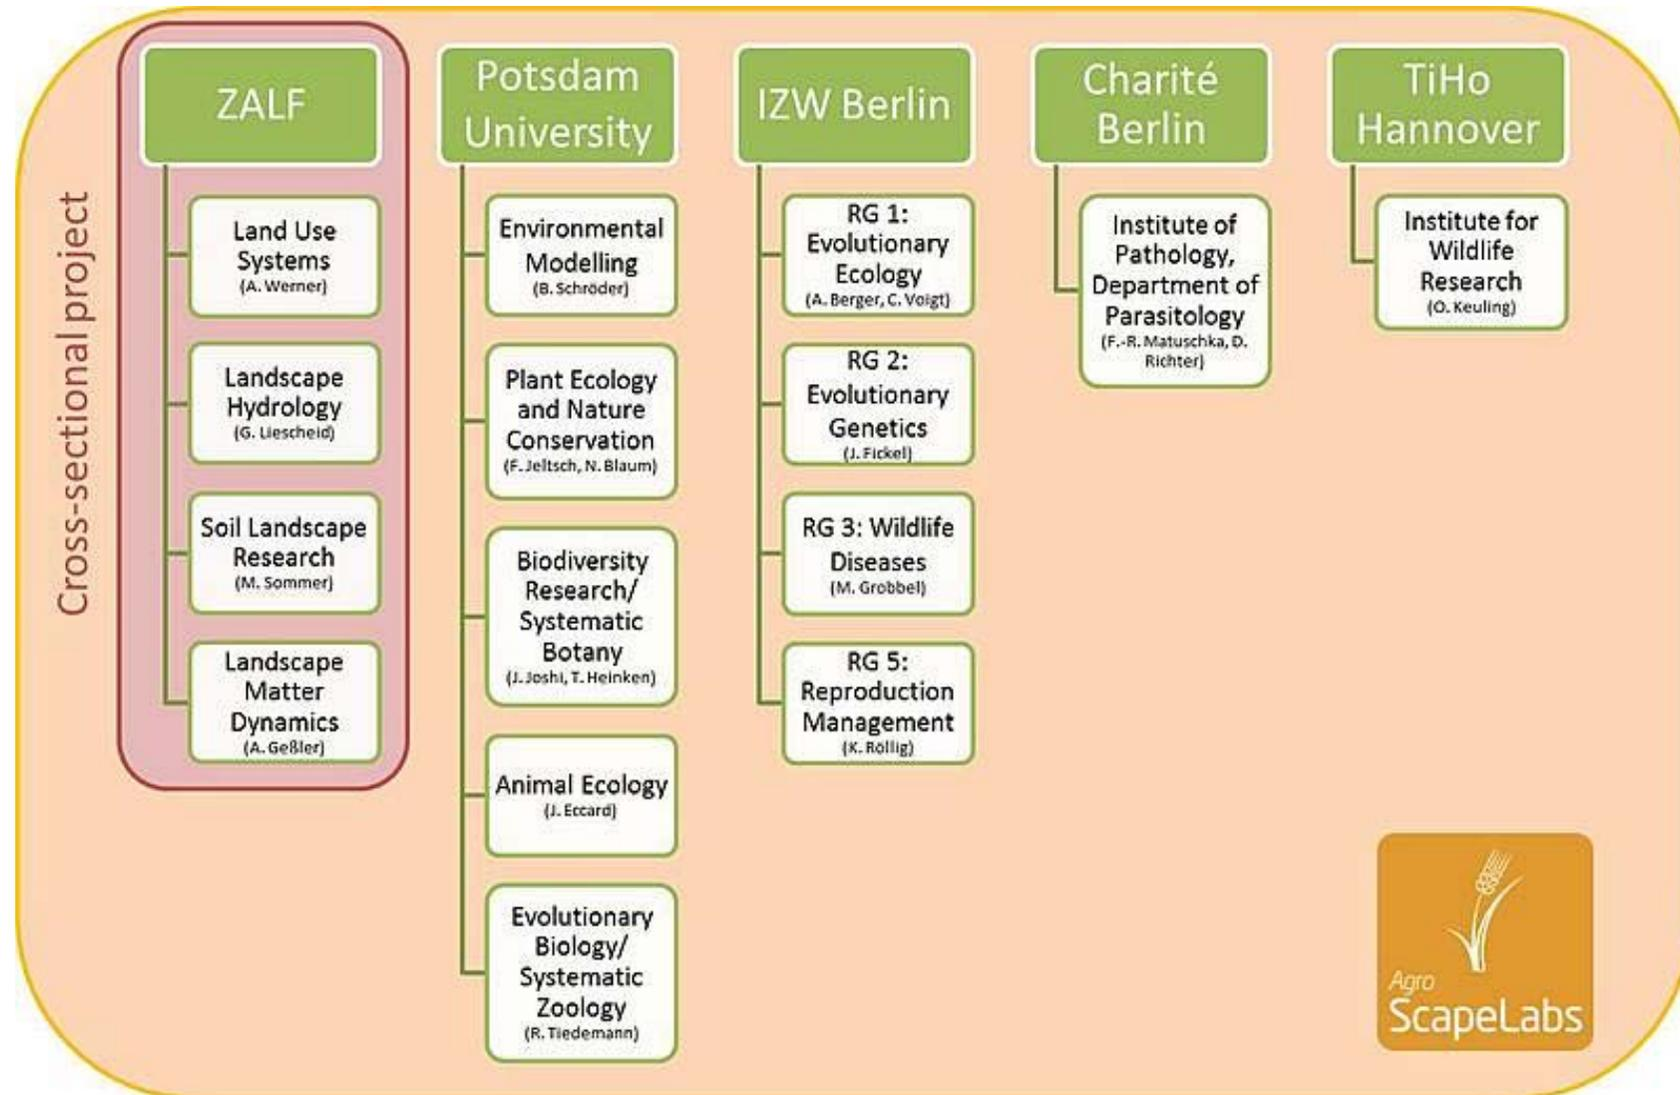 Cross-sectional project
ZALF
Land Use
Systems
(A. Werner)
Landscape
Hydrology
(G. Liescheid)
Soil Landscape
Research
(M. Sommer)
Landscape
Matter
Dynamics
(A. Geßler)
Potsdam
University
Environmental
Modelling
(B. Schröder)
Plant Ecology
and Nature
Conservation
(F. Jeltsch, N. Blaum)
Biodiversity
Research/
Systematic
Botany
(J. Joshi, T. Heinken)
Animal Ecology
(J. Eccard)
Evolutionary
Biology/
Systematic
Zoology
(R. Tiedemann)
IZW Berlin
RG 1:
Evolutionary
Ecology
(A. Berger, C. Voigt)
RG 2:
Evolutionary
Genetics
(J. Fickel)
RG 3: Wildlife
Diseases
(M. Grobbel)
RG 5:
Reproduction
Management
(K. Röllig)
Charité
Berlin
Institute of
Pathology,
Department of
Parasitology
(F.-R. Matuschka, D.
Richter)
TiHo
Hannover
Institute for
Wildlife
Research
(O. Keuling)
Agro
ScapeLabs